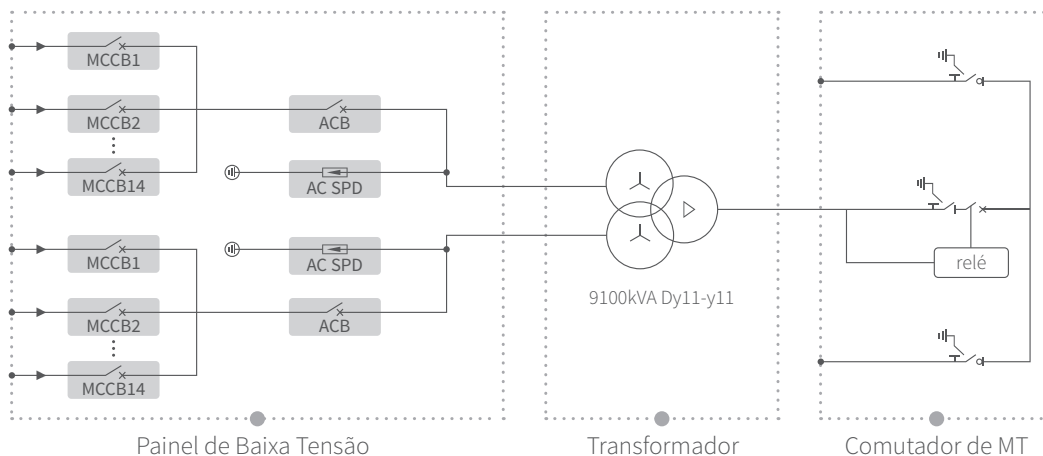 MCCB1
MCCB2
ACB
MCCB14
AC SPD
MCCB1
AC SPD
MCCB2
ACB
MCCB14
9100kVA Dy11-y11
relé
Painel de Baixa Tensão
Transformador
Comutador de MT